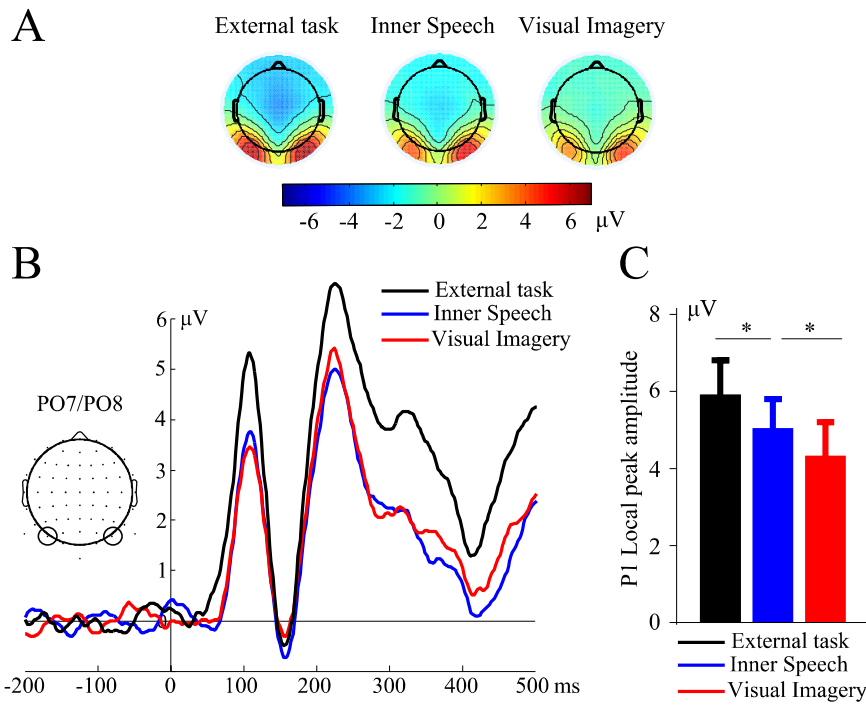 A
External task Inner Speech Visual Imagery
-6 -4 -2 0 2 4 6 µV
B
External task
Inner Speech
Visual Imagery
µV
6
5
4
3
2
1
0
PO7/PO8
-200 -100 0 100 200 300 400 500 ms
C
µV
* *
8
6
4
2
0
P1 Local peak amplitude
External task
Inner Speech
Visual Imagery